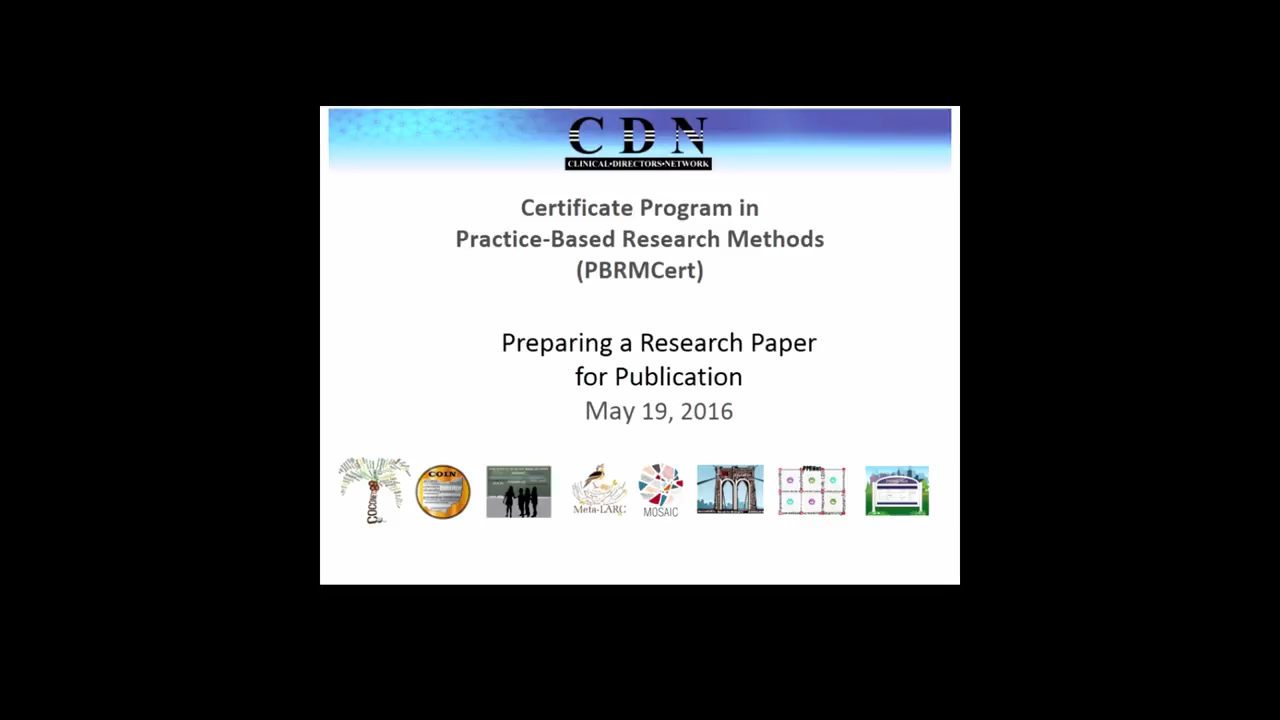 CDN
CLINICAL•DIRECTORS•NETWORK
Certificate Program in
Practice-Based Research Methods
(PBRMCert)
Preparing a Research Paper
for Publication
May 19, 2016
COIN
Meta-LARC
MOSAIC